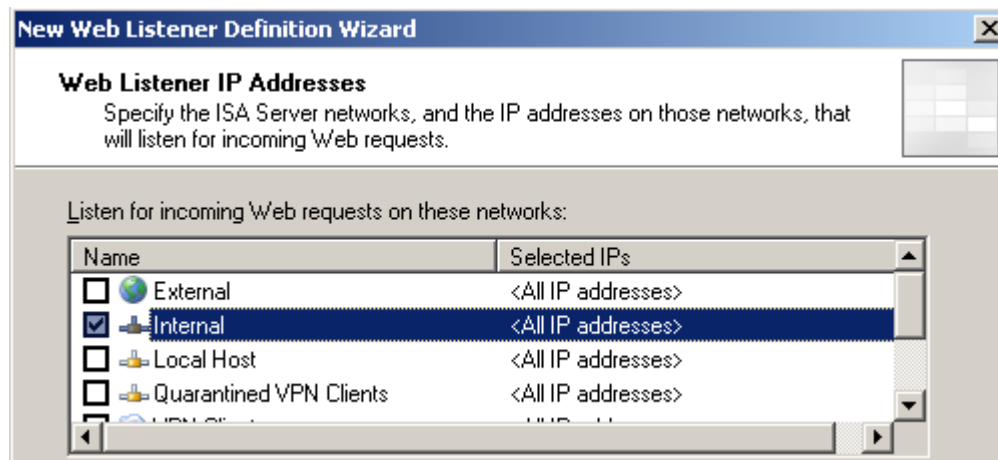 New Web Listener Definition Wizard
Web Listener IP Addresses
Specify the ISA Server networks, and the IP addresses on those networks, that
will listen for incoming Web requests.
Listen for incoming Web requests on these networks:
Name Selected IPs
External <All IP addresses>
Internal <All IP addresses>
Local Host <All IP addresses>
Quarantined VPN Clients <All IP addresses>